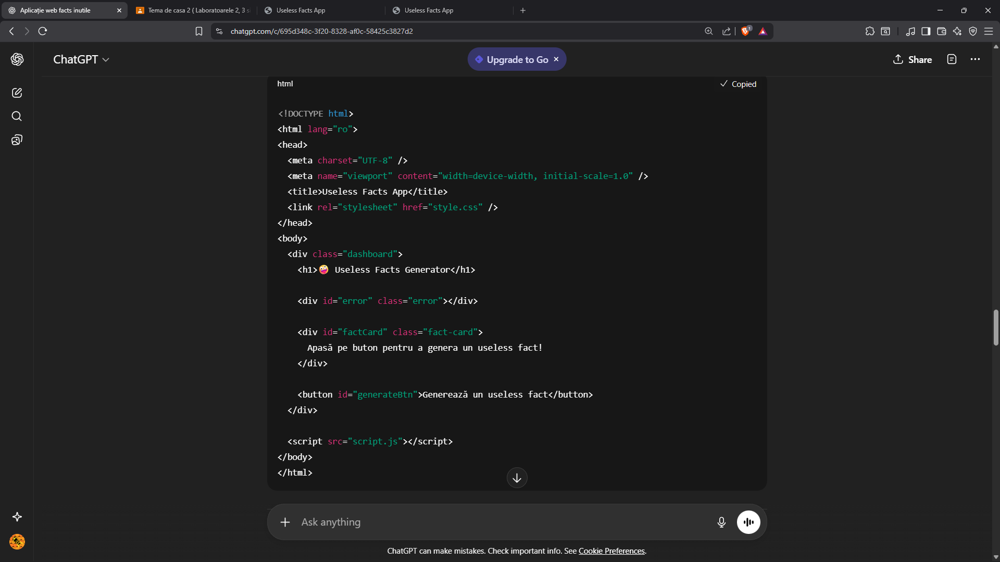 Aplicație web facts inutile
Tema de casa 2 ( Laboratoarele 2, 3 si
Useless Facts App
Useless Facts App
chatgpt.com/c/695d348c-3f20-8328-af0c-58425c3827d2
1
ChatGPT
Upgrade to Go
Share
html
Copied
<!DOCTYPE html>
<html lang="ro">
<head>
  <meta charset="UTF-8" />
  <meta name="viewport" content="width=device-width, initial-scale=1.0" />
  <title>Useless Facts App</title>
  <link rel="stylesheet" href="style.css" />
</head>
<body>
  <div class="dashboard">
    <h1>🤪 Useless Facts Generator</h1>
    <div id="error" class="error"></div>
    <div id="factCard" class="fact-card">
      Apasă pe buton pentru a genera un useless fact!
    </div>
    <button id="generateBtn">Generează un useless fact</button>
  </div>
  <script src="script.js"></script>
</body>
</html>
Ask anything
ChatGPT can make mistakes. Check important info. See Cookie Preferences.